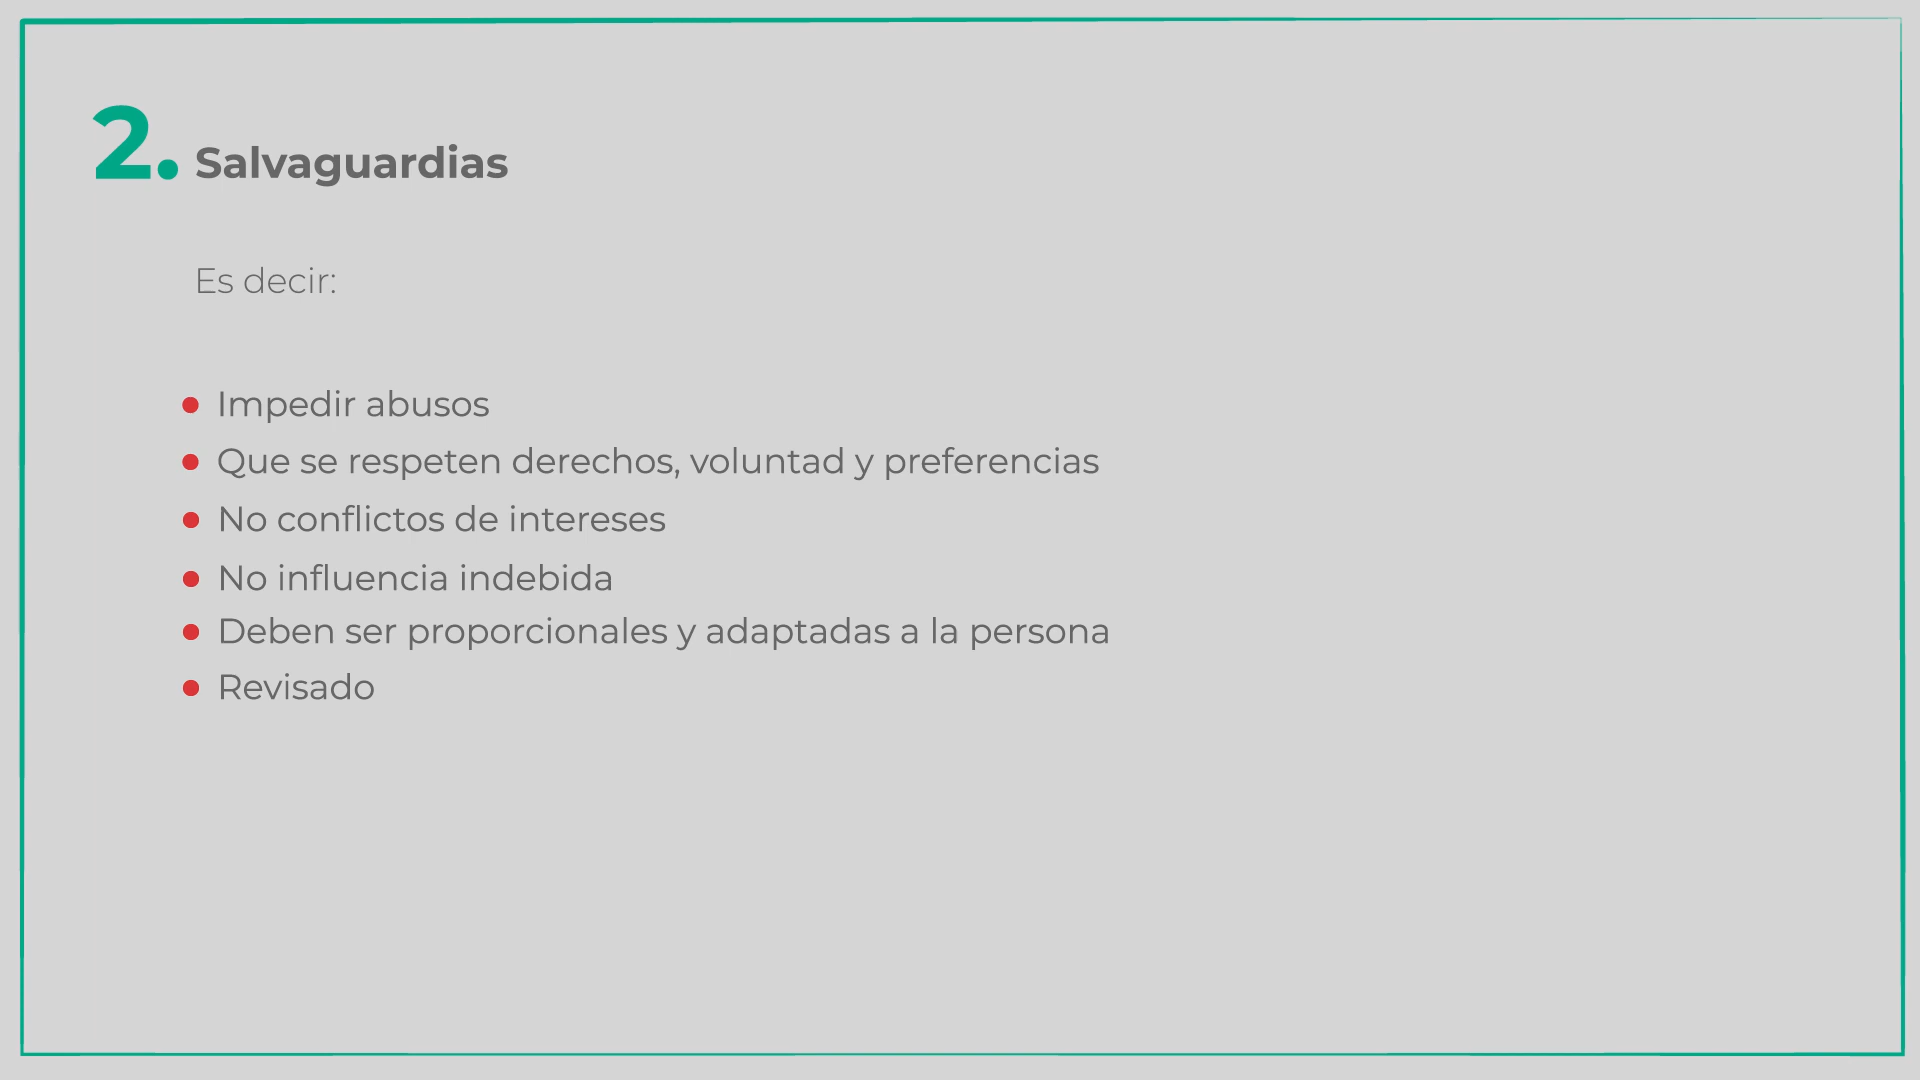 2. Salvaguardias
Es decir:
Impedir abusos
Que se respeten derechos, voluntad y preferencias
No conflictos de intereses
No influencia indebida
Deben ser proporcionales y adaptadas a la persona
Revisado